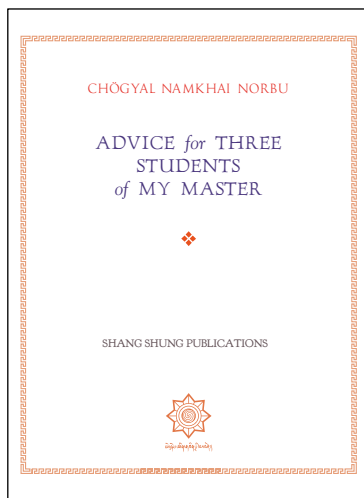 CHÖGYAL NAMKHAI NORBU
ADVICE for THREE
STUDENTS
of MY MASTER
SHANG SHUNG PUBLICATIONS